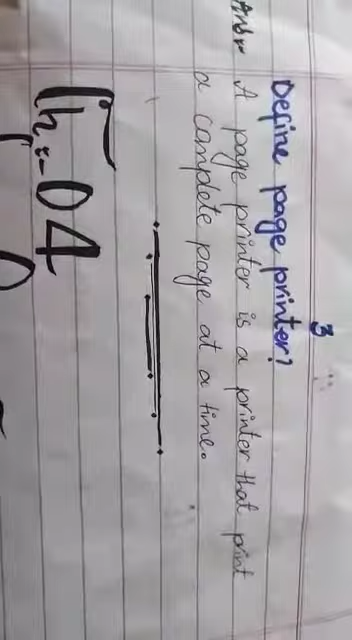 3
Define page printer?
Ans:- A page printer is a printer that print
a complete page at a time.
Ch:- 04